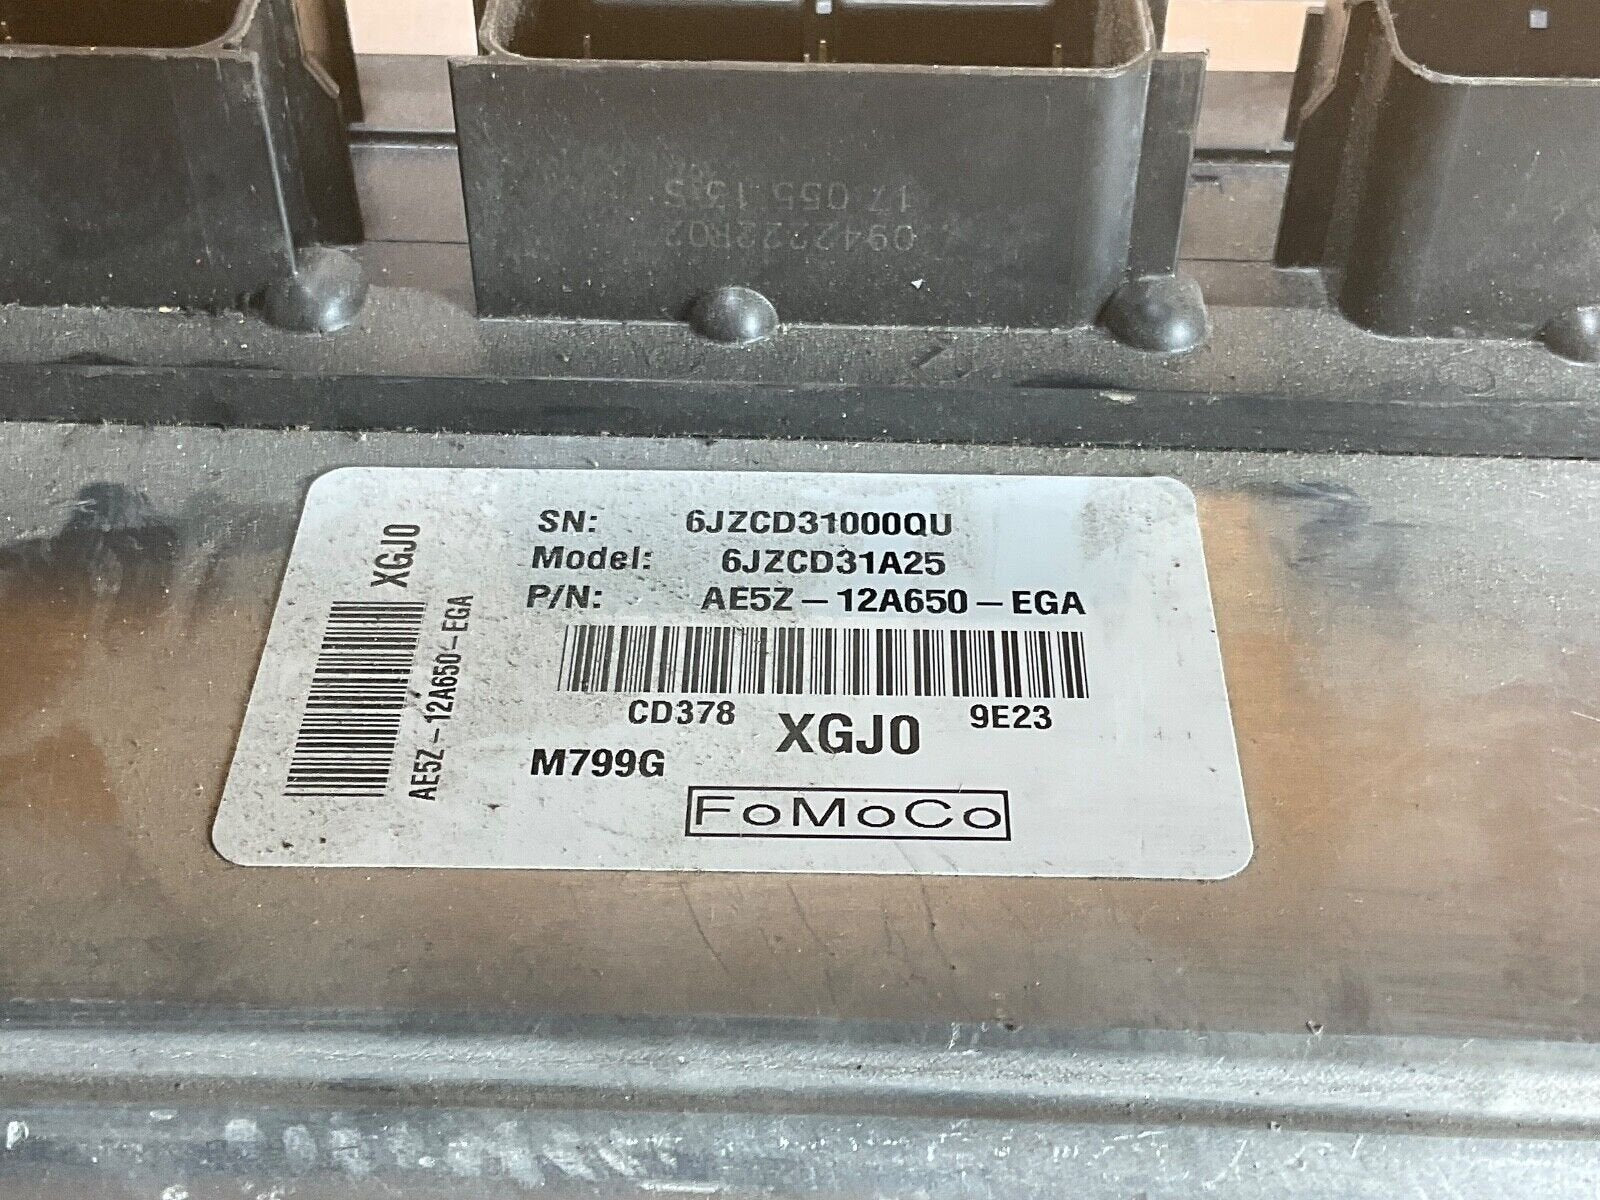 17 055 15S
0942222R02
SN: 6JZCD31000QU
Model: 6JZCD31A25
P/N: AE5Z-12A650-EGA
CD378 XGJ0 9E23
M799G
FoMoCo
XGJ0
AE5Z-12A650-EGA